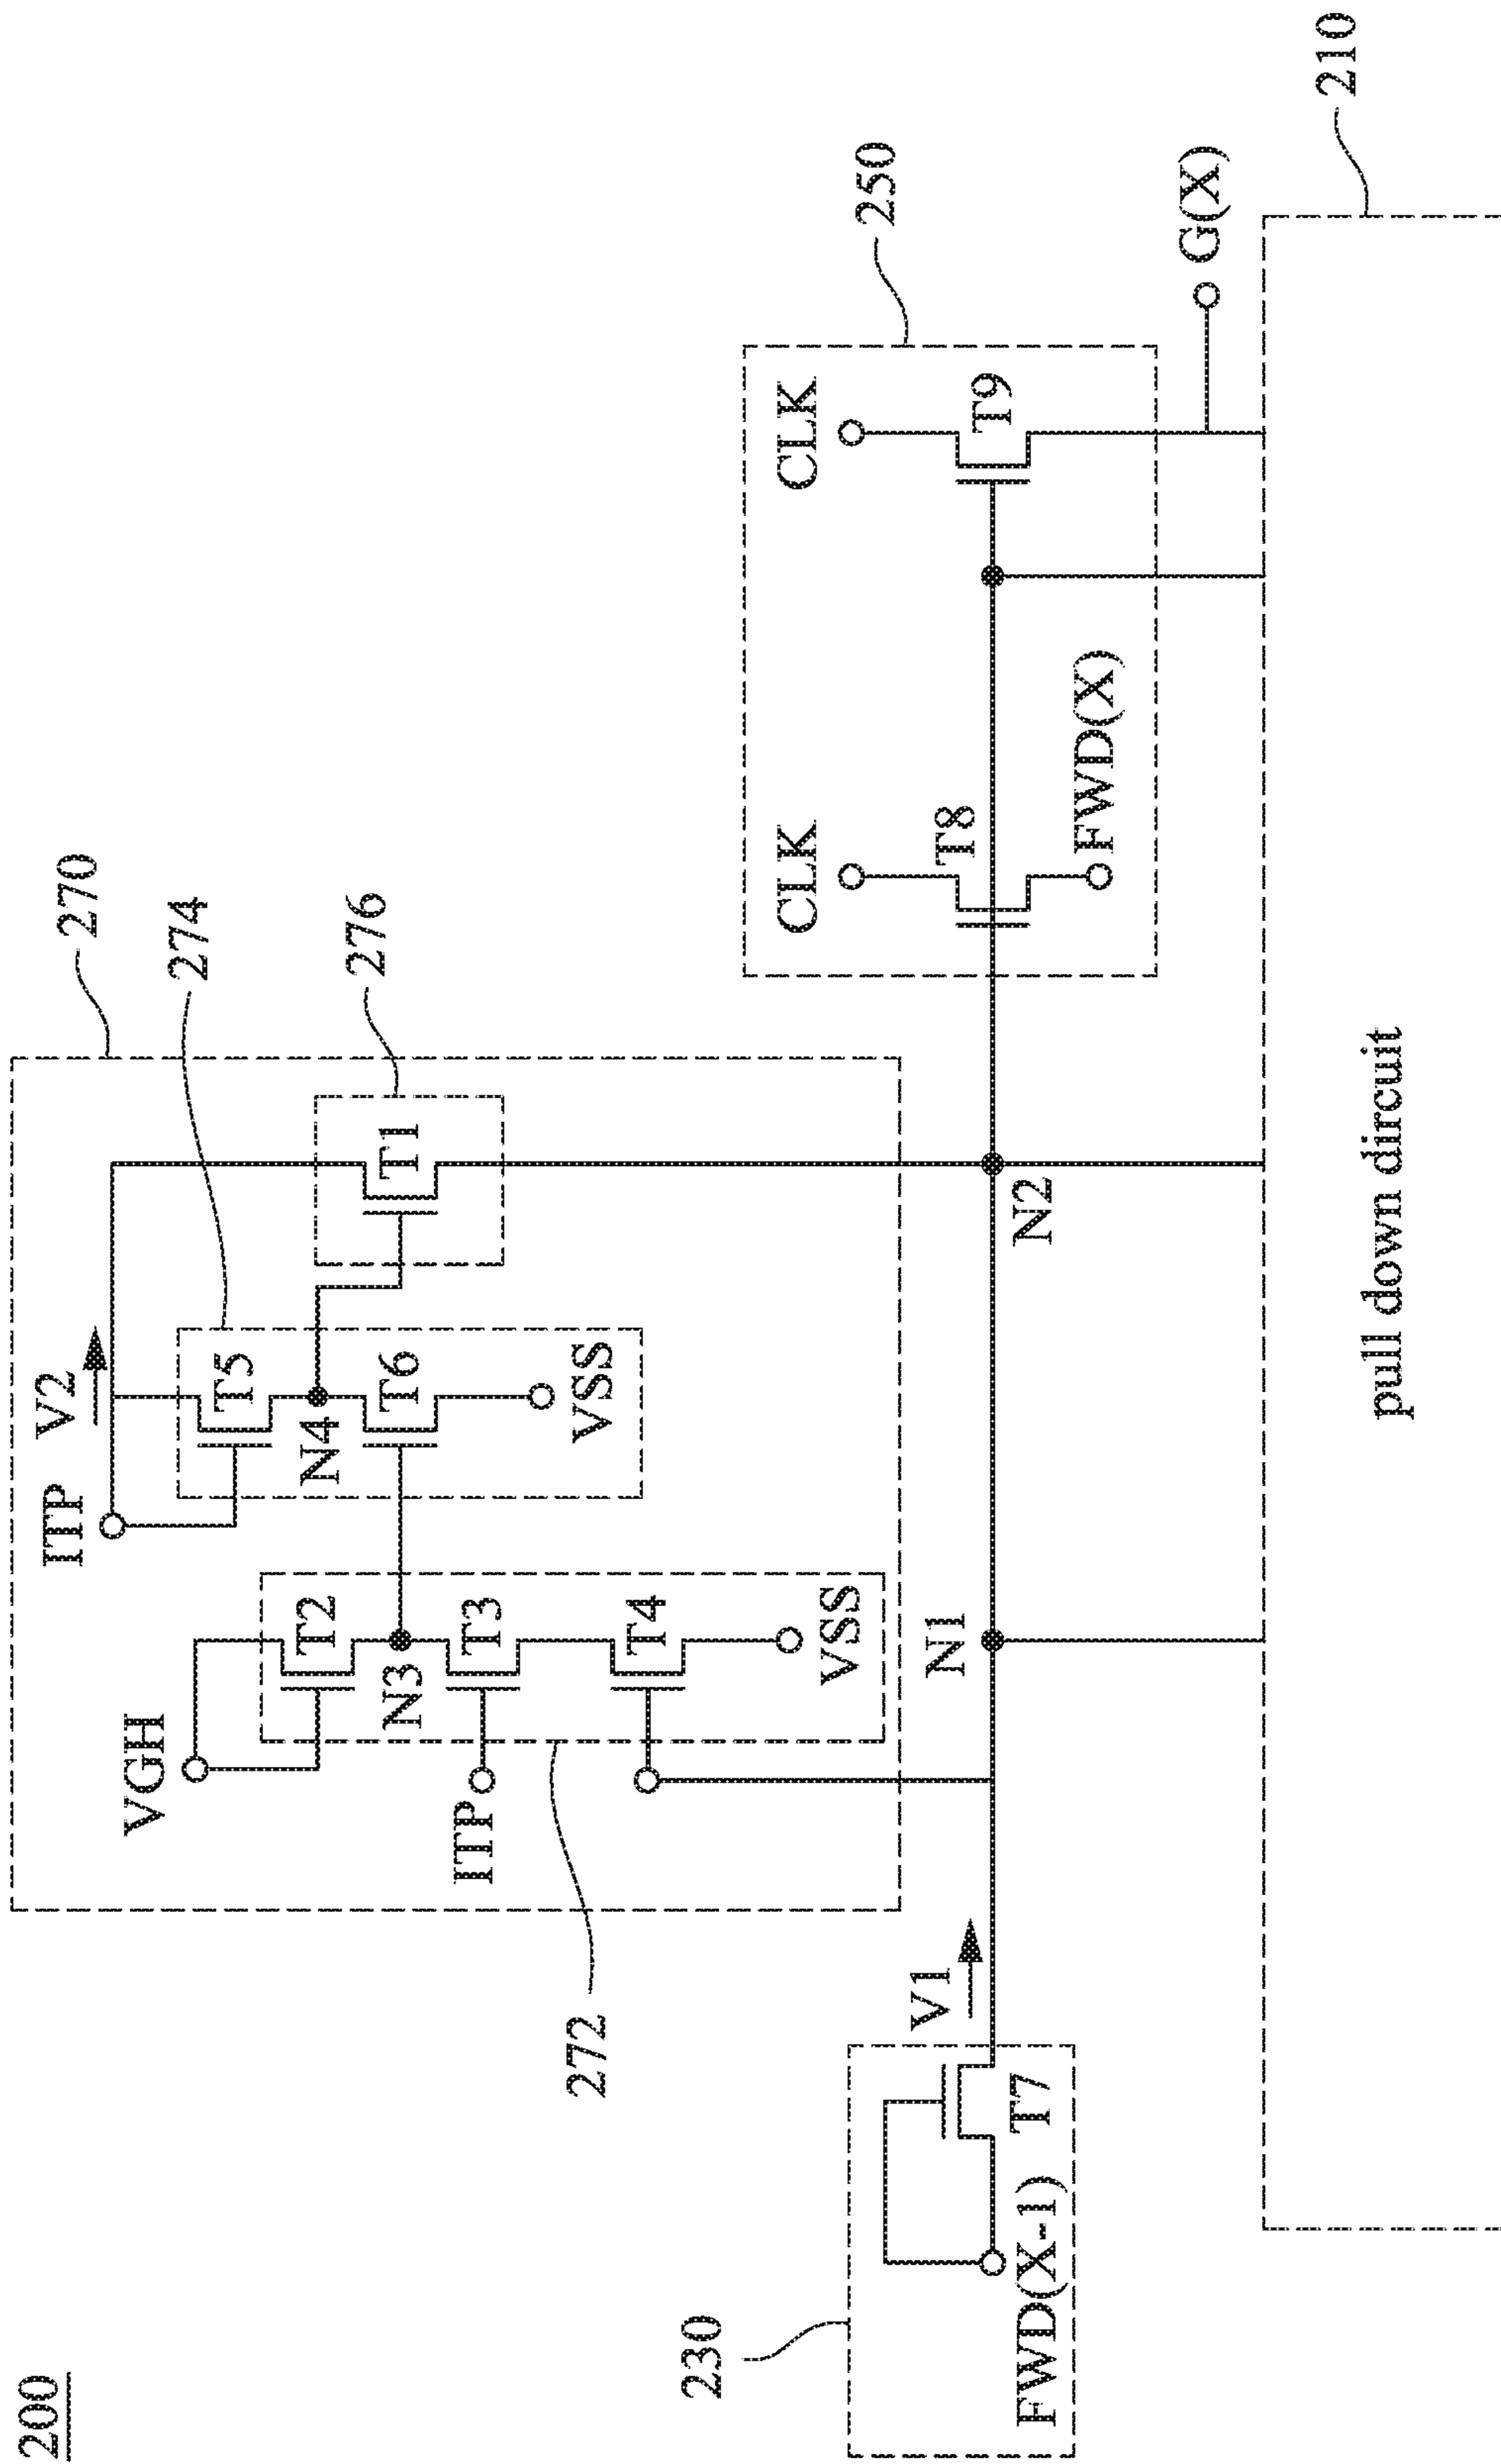 200
270
ITP
V2
274
VGH
T5
276
T2
N4
T1
N3
T6
ITP
T3
VSS
272
T4
VSS
250
CLK
CLK
230
V1
N1
T8
T9
T7
N2
FWD(X-1)
FWD(X)
G(X)
210
pull down dircuit